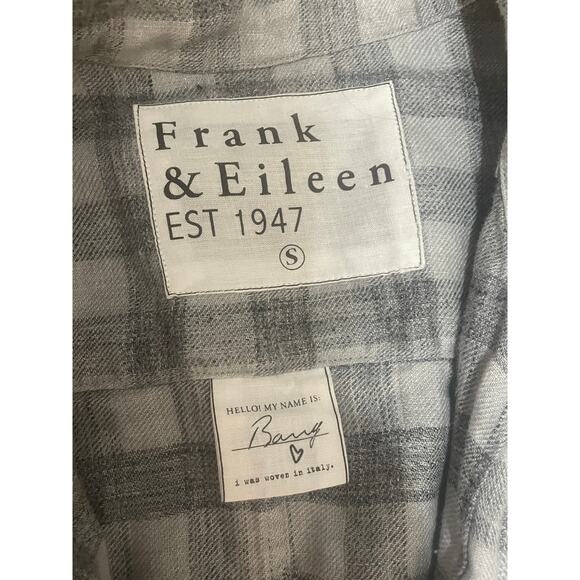 Frank
& Eileen
EST 1947
S
HELLO! MY NAME IS:
Barry
i was woven in italy.